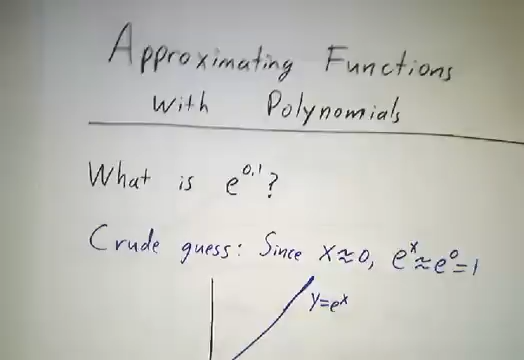 Approximating Functions
with Polynomials
What is e^0.1?
Crude guess: Since x≈0, e^x≈e^0=1
y=e^x